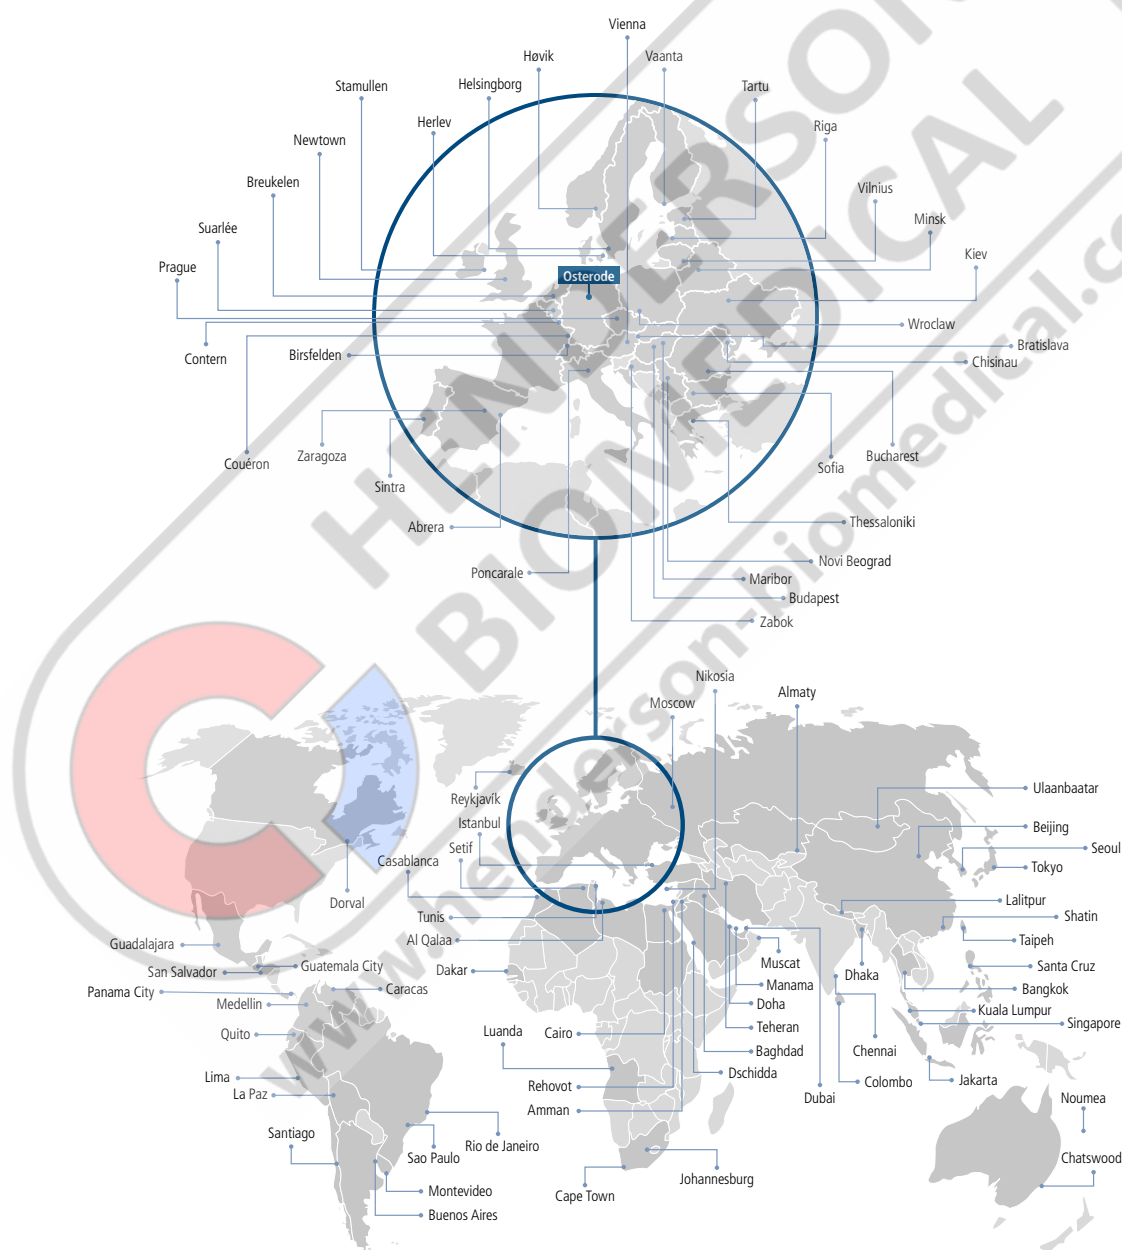 Vienna
Høvik
Vaanta
Stamullen
Helsingborg
Tartu
Herlev
Riga
Newtown
Breukelen
Vilnius
Suarlée
Minsk
Prague
Kiev
Osterode
Wroclaw
Contern
Birsfelden
Bratislava
Chisinau
Couéron
Zaragoza
Sofia
Bucharest
Sintra
Abrera
Thessaloniki
Poncarale
Novi Beograd
Maribor
Budapest
Zabok
HENDERSON
BIOMEDICAL
www.henderson-biomedical.co
Nikosia
Moscow
Almaty
Reykjavík
Ulaanbaatar
Istanbul
Beijing
Setif
Seoul
Casablanca
Tokyo
Dorval
Lalitpur
Tunis
Shatin
Guadalajara
Al Qalaa
Taipeh
San Salvador
Guatemala City
Dakar
Muscat
Dhaka
Santa Cruz
Panama City
Caracas
Manama
Bangkok
Medellin
Doha
Kuala Lumpur
Quito
Luanda
Cairo
Teheran
Singapore
Baghdad
Chennai
Lima
Dschidda
La Paz
Rehovot
Colombo
Jakarta
Dubai
Amman
Noumea
Santiago
Rio de Janeiro
Sao Paulo
Chatswood
Montevideo
Cape Town
Johannesburg
Buenos Aires